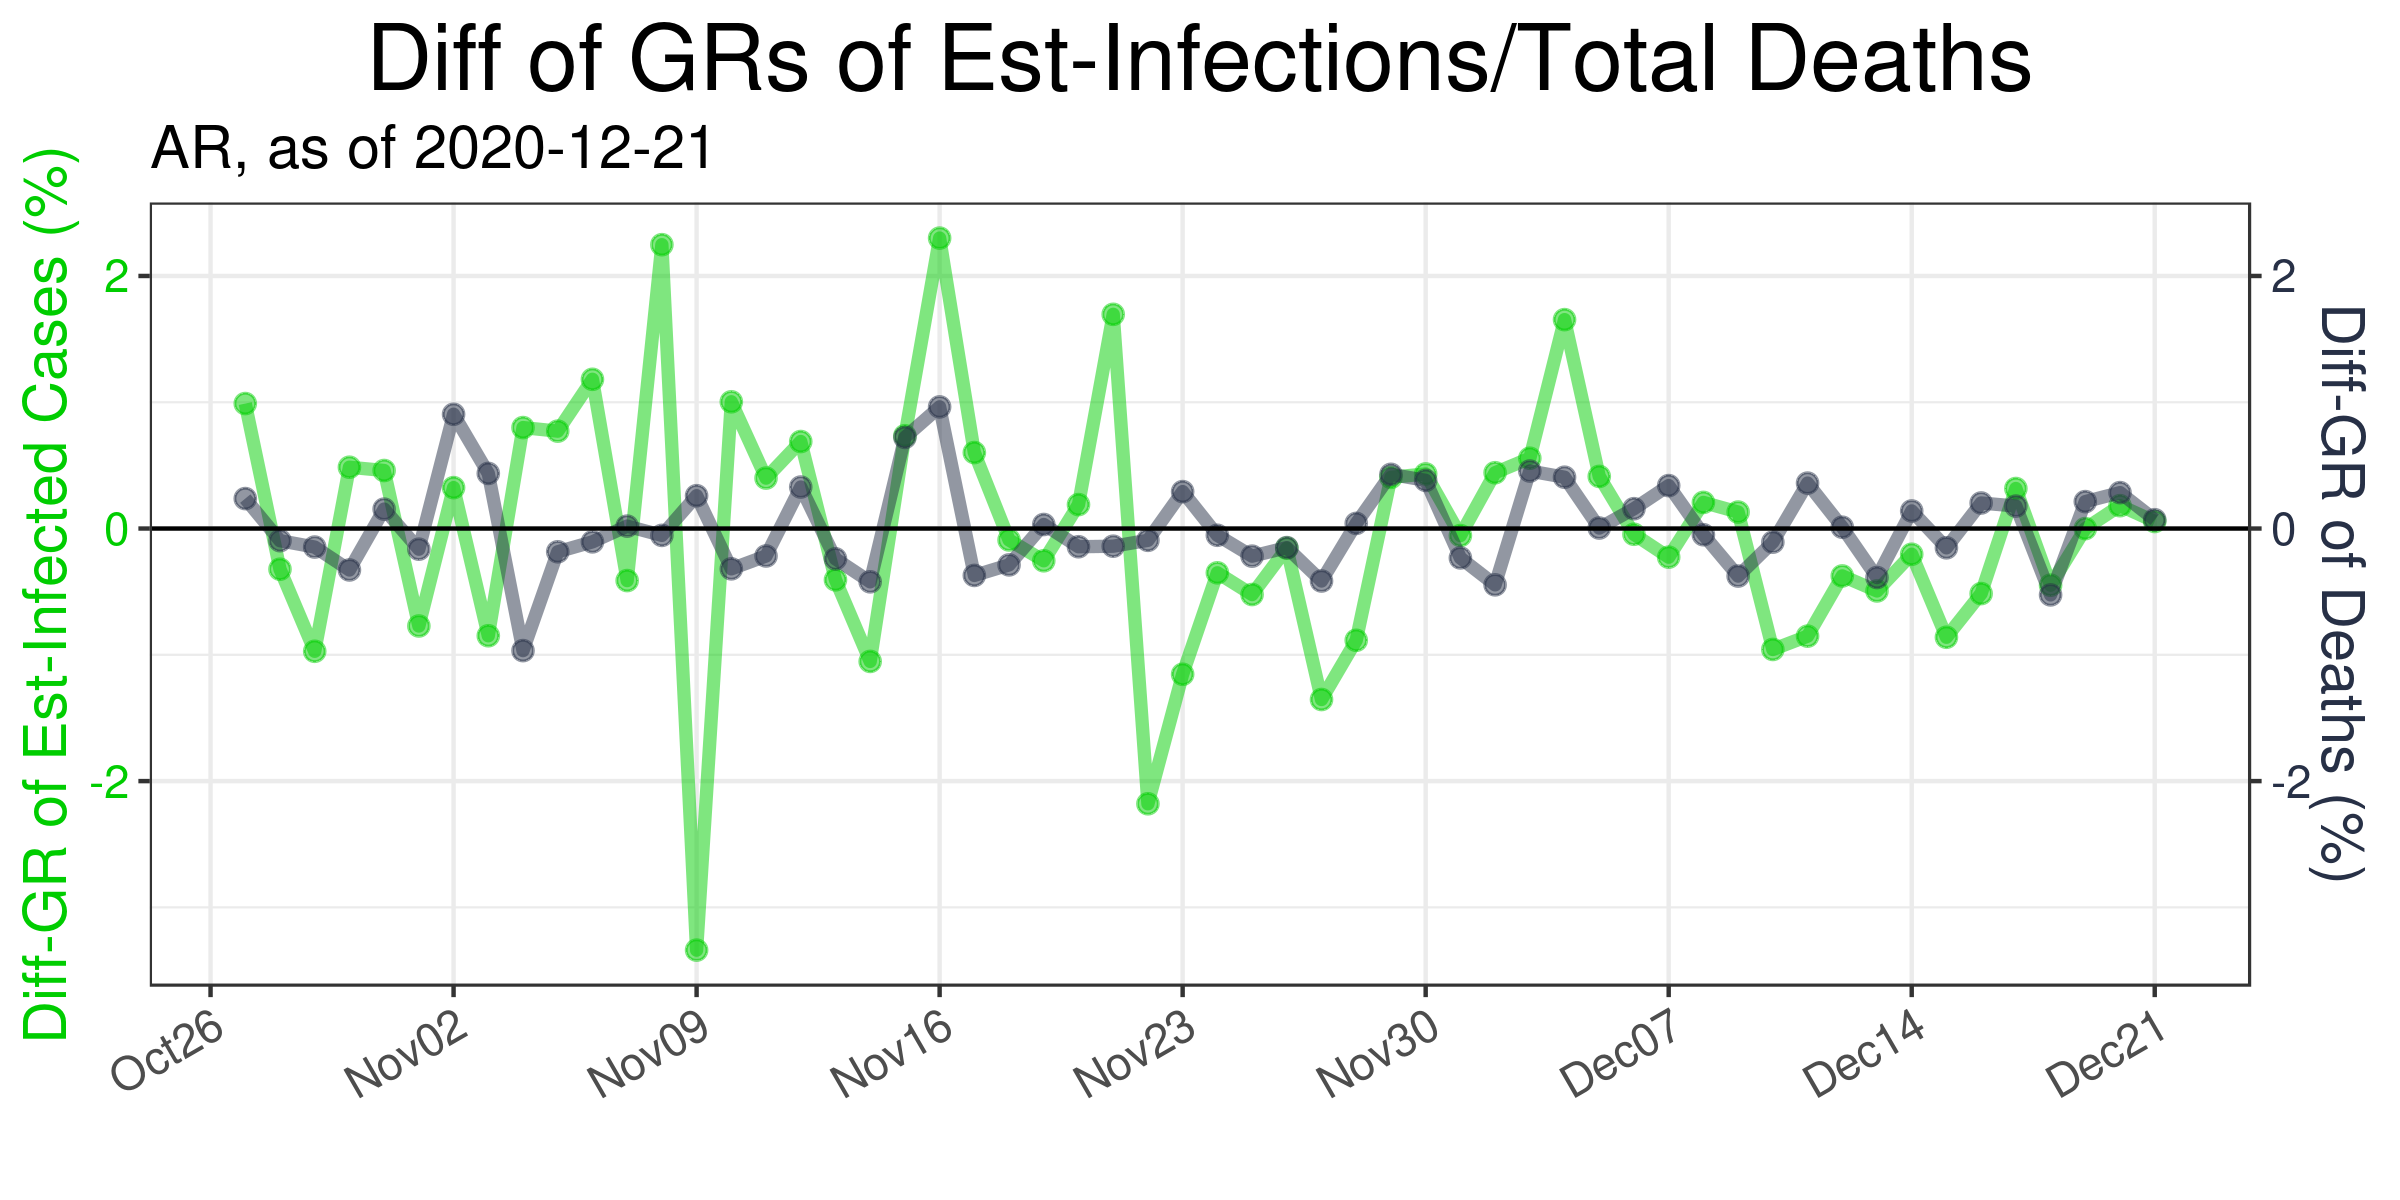 Diff of GRs of Est-Infections/Total Deaths
AR, as of 2020-12-21
Diff-GR of Est-Infected Cases (%)
2
0
-2
2
0
-2
Diff-GR of Deaths (%)
Oct26
Nov02
Nov09
Nov16
Nov23
Nov30
Dec07
Dec14
Dec21